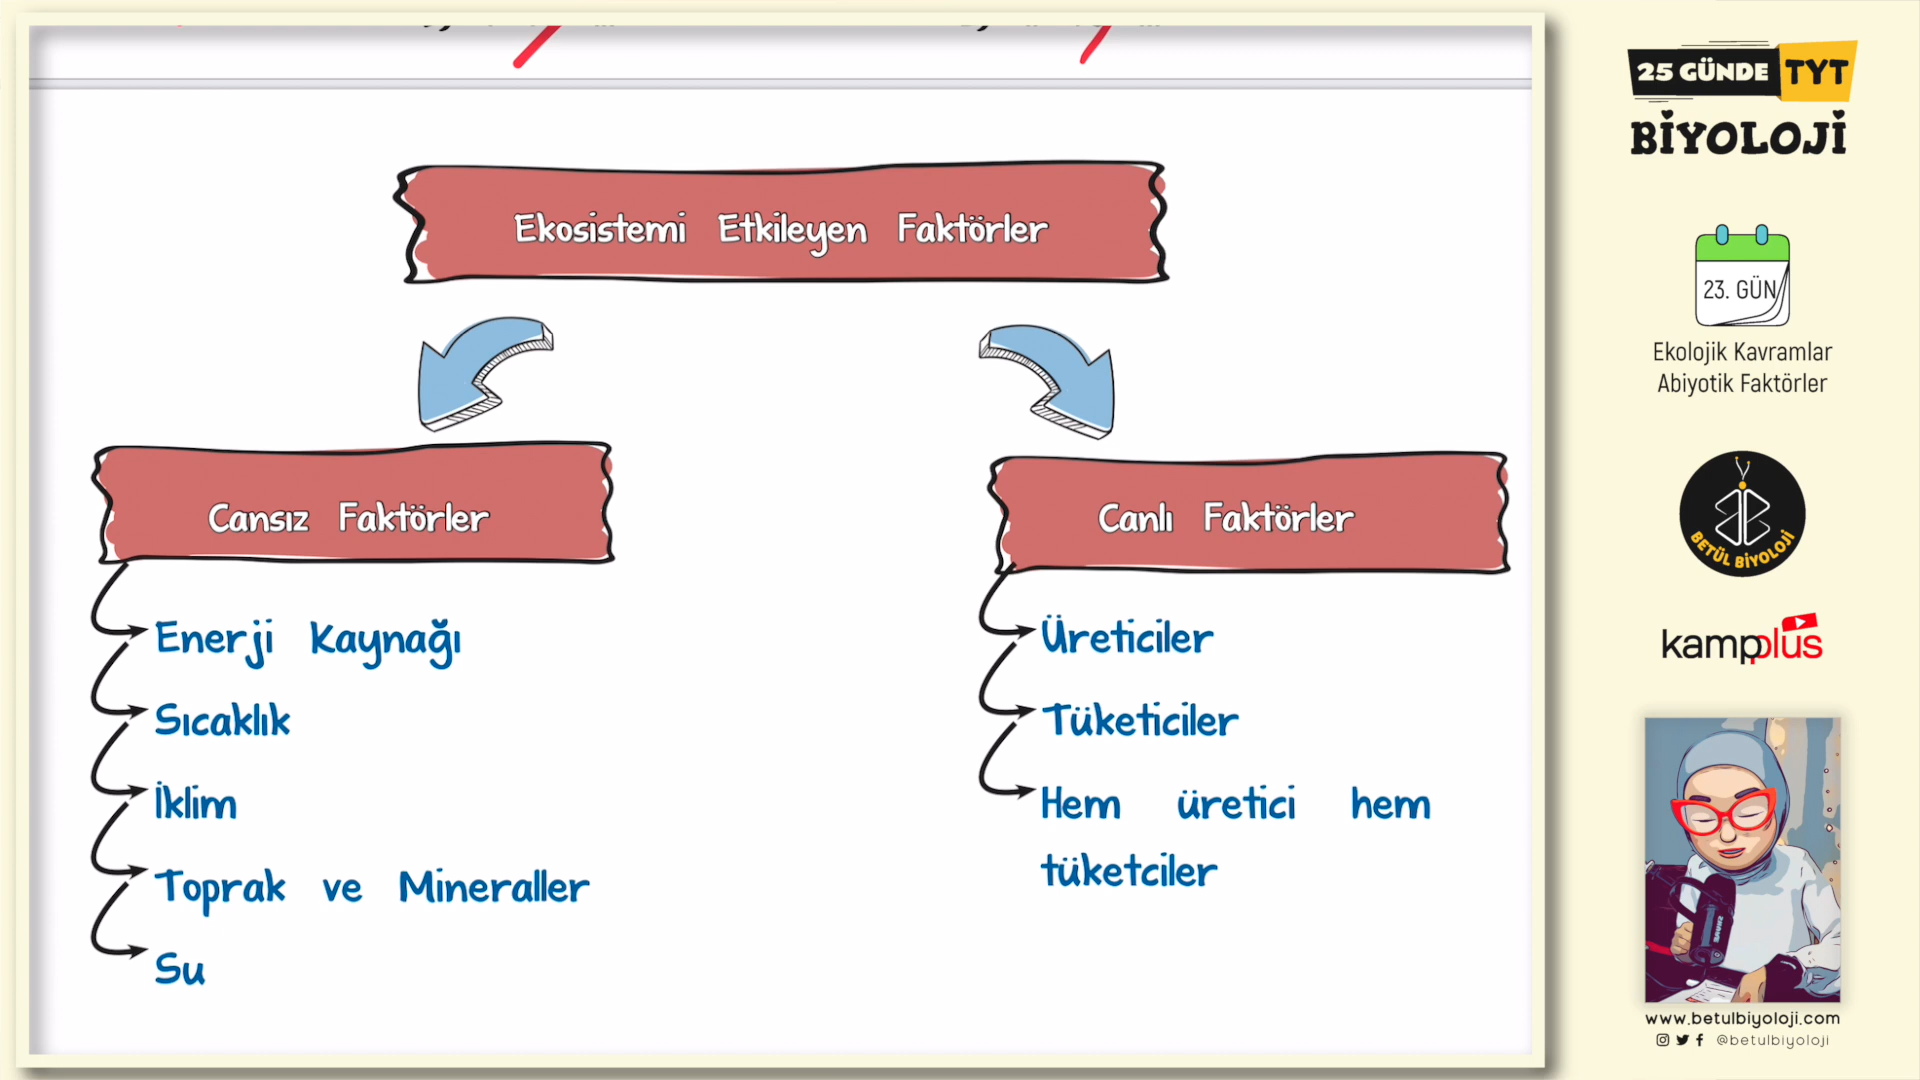 Ekosistemi Etkileyen Faktörler
Cansız Faktörler
Enerji Kaynağı
Sıcaklık
İklim
Toprak ve Mineraller
Su
Canlı Faktörler
Üreticiler
Tüketiciler
Hem üretici hem
tüketciler
25 GÜNDE TYT
BİYOLOJİ
23. GÜN
Ekolojik Kavramlar
Abiyotik Faktörler
BETÜL BİYOLOJİ
kampplus
www.betulbiyoloji.com
@betulbiyoloji